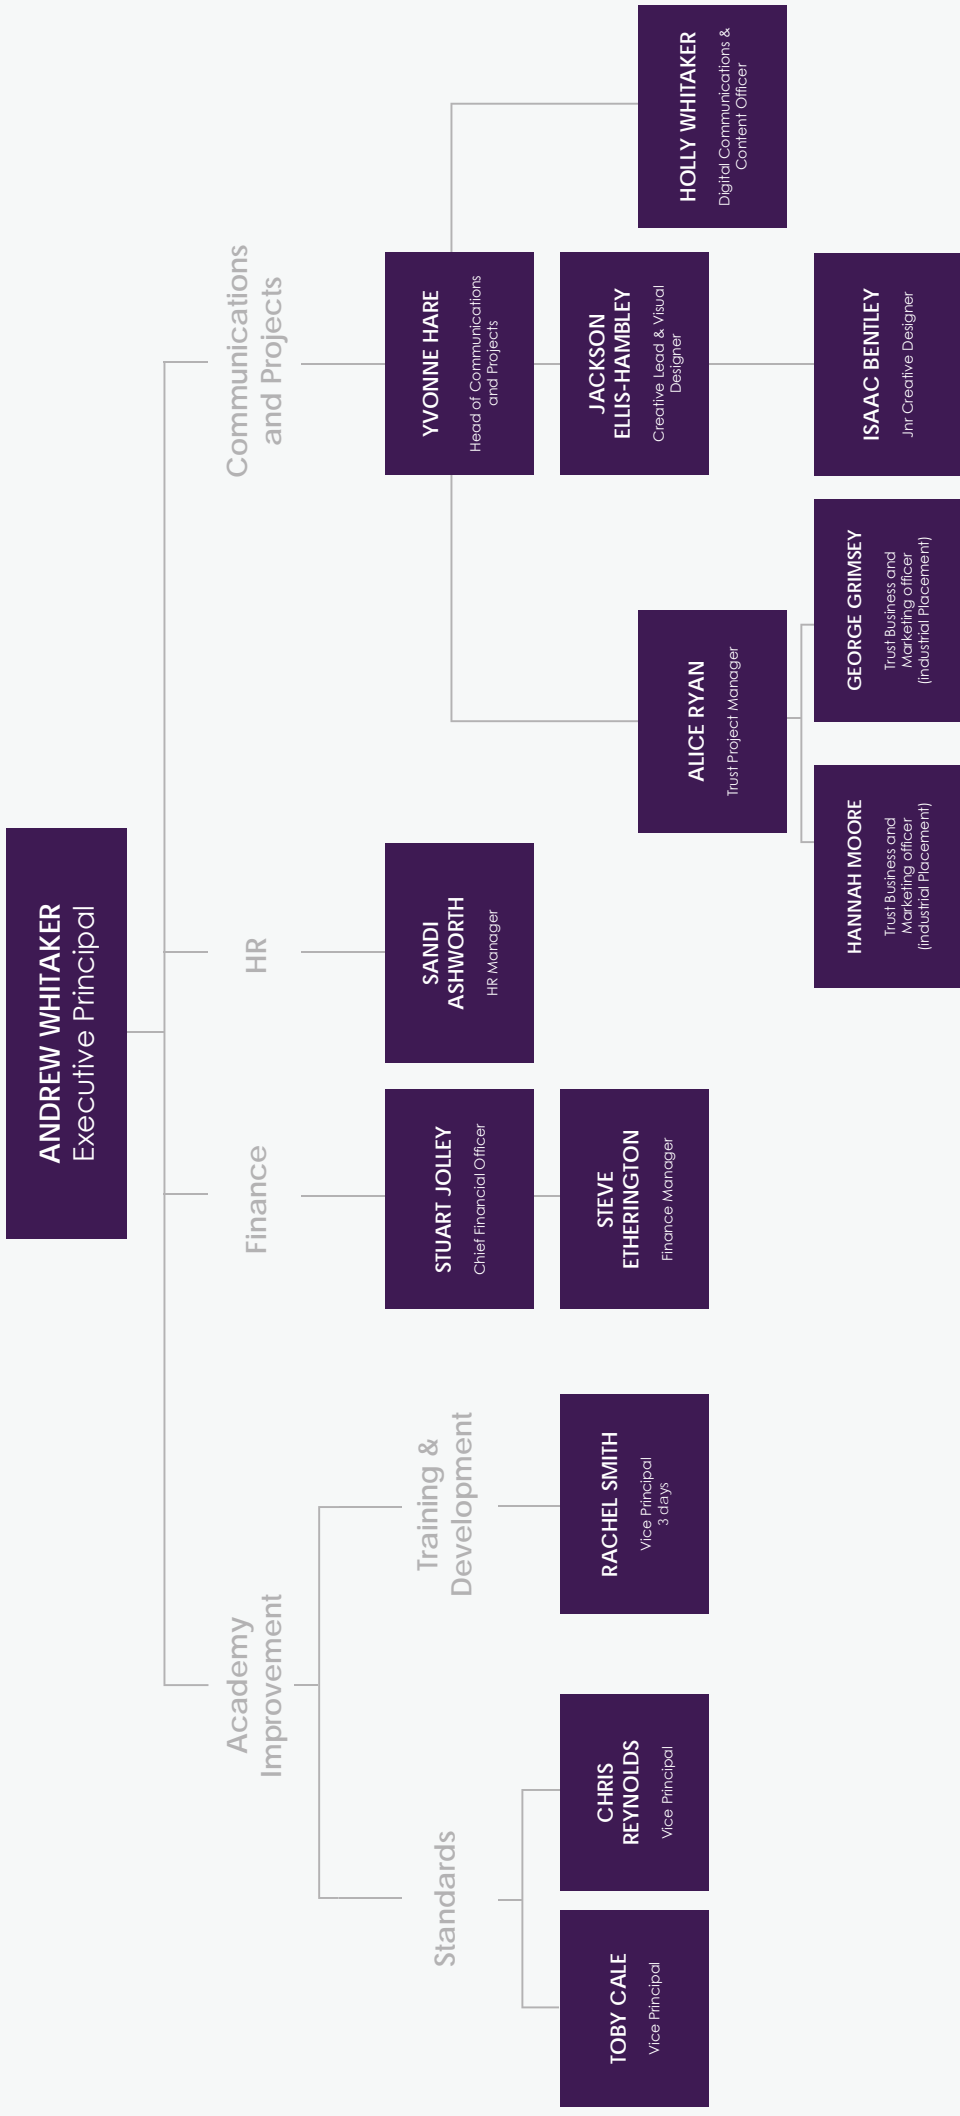 ANDREW WHITAKER
Executive Principal
Academy
Improvement
Finance
HR
Communications
and Projects
Standards
Training &
Development
STUART JOLLEY
Chief Financial Officer
SANDI
ASHWORTH
HR Manager
YVONNE HARE
Head of Communications
and Projects
TOBY CALE
Vice Principal
CHRIS
REYNOLDS
Vice Principal
RACHEL SMITH
Vice Principal
3 days
STEVE
ETHERINGTON
Finance Manager
JACKSON
ELLIS-HAMBLEY
Creative Lead & Visual
Designer
ALICE RYAN
Trust Project Manager
HOLLY WHITAKER
Digital Communications &
Content Officer
HANNAH MOORE
Trust Business and
Marketing officer
(industrial Placement)
GEORGE GRIMSEY
Trust Business and
Marketing officer
(industrial Placement)
ISAAC BENTLEY
Jnr Creative Designer